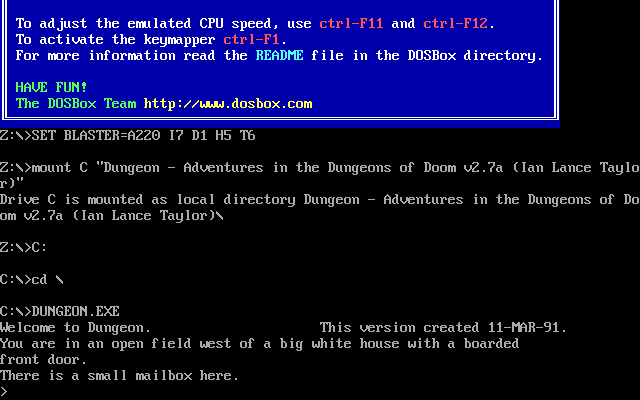 To adjust the emulated CPU speed, use ctrl-F11 and ctrl-F12.
To activate the keymapper ctrl-F1.
For more information read the README file in the DOSBox directory.
HAVE FUN!
The DOSBox Team http://www.dosbox.com
Z:\>SET BLASTER=A220 I7 D1 H5 T6
Z:\>mount C "Dungeon - Adventures in the Dungeons of Doom v2.7a (Ian Lance Taylo
r)"
Drive C is mounted as local directory Dungeon - Adventures in the Dungeons of Do
om v2.7a (Ian Lance Taylor)\
Z:\>C:
C:\>cd \
C:\>DUNGEON.EXE
Welcome to Dungeon. This version created 11-MAR-91.
You are in an open field west of a big white house with a boarded
front door.
There is a small mailbox here.
>